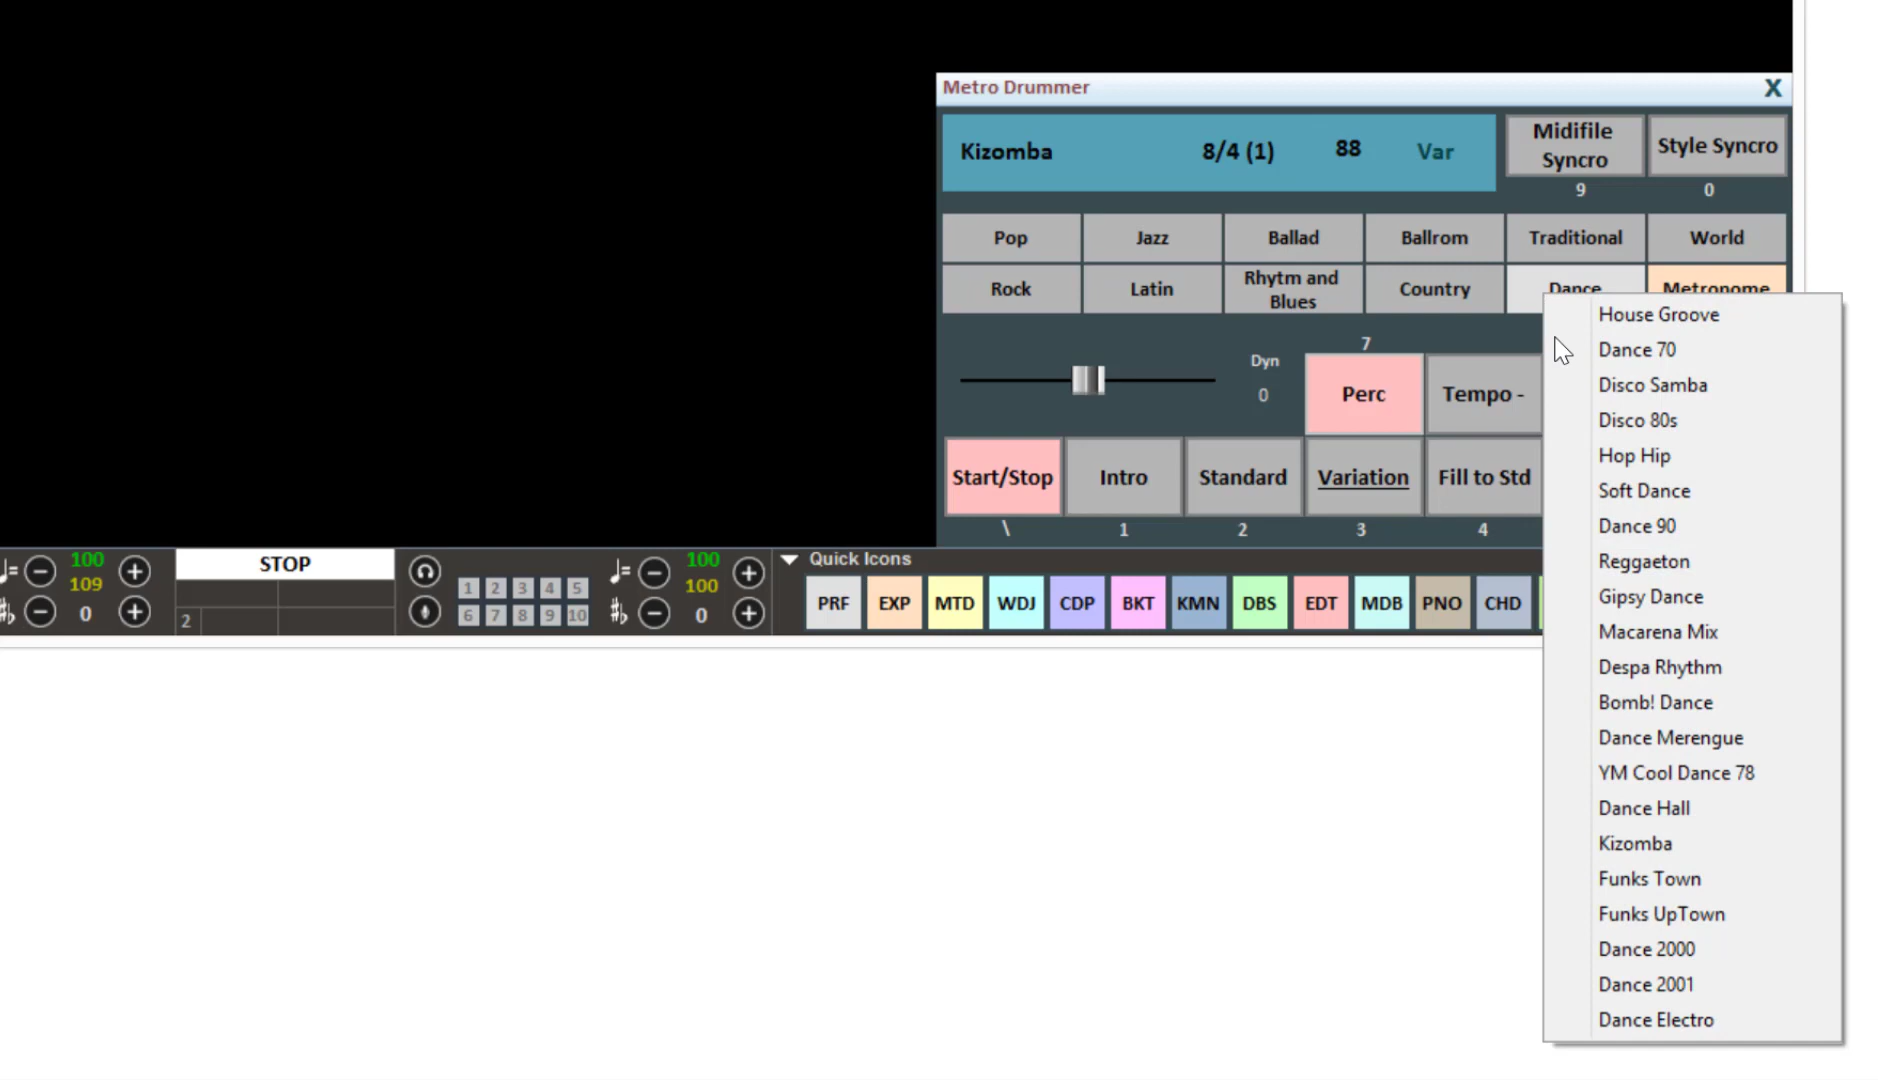 Metro Drummer X
Kizomba 8/4 (1) 88 Var
Midifile
Syncro
Style Syncro
9 0
Pop Jazz Ballad Ballrom Traditional World
Rock Latin
Rhytm and
Blues
Country Dance Metronome
Dyn
0
7
Perc Tempo -
Start/Stop Intro Standard Variation Fill to Std
\ 1 2 3 4
House Groove
Dance 70
Disco Samba
Disco 80s
Hop Hip
Soft Dance
Dance 90
Reggaeton
Gipsy Dance
Macarena Mix
Despa Rhythm
Bomb! Dance
Dance Merengue
YM Cool Dance 78
Dance Hall
Kizomba
Funks Town
Funks UpTown
Dance 2000
Dance 2001
Dance Electro
100
109
0
STOP
2
1 2 3 4 5
6 7 8 9 10
100
100
0
Quick Icons
PRF EXP MTD WDJ CDP BKT KMN DBS EDT MDB PNO CHD